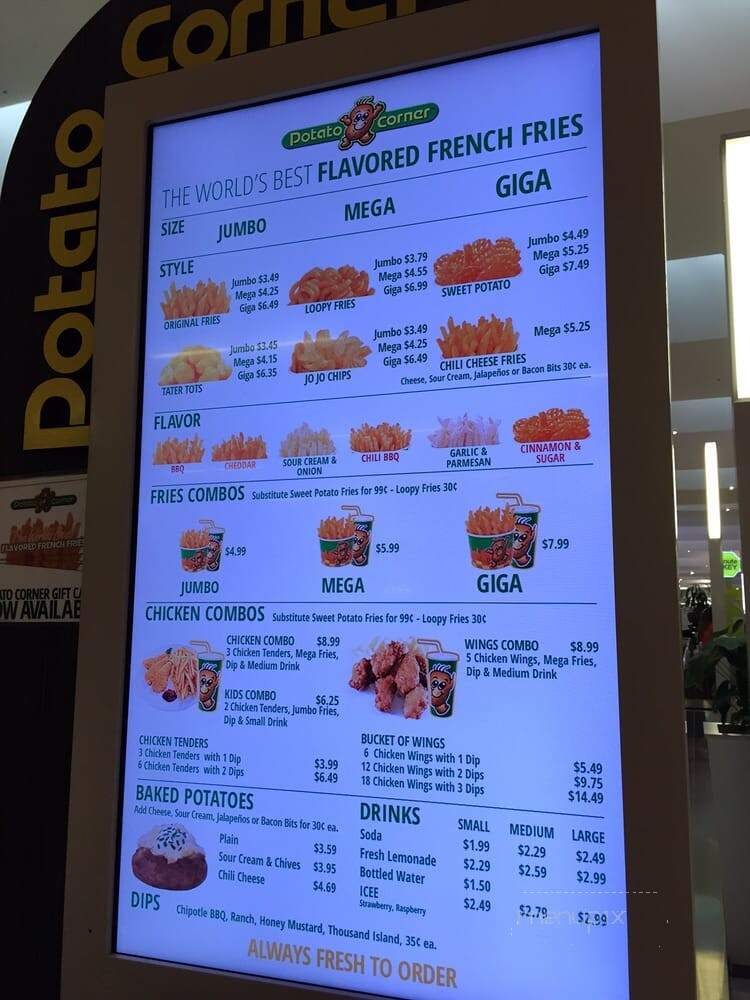 Potato Corner
Potato Corner
THE WORLD'S BEST FLAVORED FRENCH FRIES
SIZE JUMBO MEGA GIGA
STYLE
Jumbo $3.49
Mega $4.25
Giga $6.49
ORIGINAL FRIES
Jumbo $3.79
Mega $4.55
Giga $6.99
LOOPY FRIES
Jumbo $4.49
Mega $5.25
Giga $7.49
SWEET POTATO
Jumbo $3.45
Mega $4.15
Giga $6.35
TATER TOTS
Jumbo $3.49
Mega $4.25
Giga $6.49
JO JO CHIPS
Mega $5.25
CHILI CHEESE FRIES
Cheese, Sour Cream, Jalapeños or Bacon Bits 30¢ ea.
FLAVOR
BBQ
CHEDDAR
SOUR CREAM &
ONION
CHILI BBQ
GARLIC &
PARMESAN
CINNAMON &
SUGAR
FRIES COMBOS Substitute Sweet Potato Fries for 99¢ - Loopy Fries 30¢
$4.99
JUMBO
$5.99
MEGA
$7.99
GIGA
CHICKEN COMBOS Substitute Sweet Potato Fries for 99¢ - Loopy Fries 30¢
CHICKEN COMBO $8.99
3 Chicken Tenders, Mega Fries,
Dip & Medium Drink
KIDS COMBO $6.25
2 Chicken Tenders, Jumbo Fries,
Dip & Small Drink
WINGS COMBO $8.99
5 Chicken Wings, Mega Fries,
Dip & Medium Drink
CHICKEN TENDERS
3 Chicken Tenders with 1 Dip $3.99
6 Chicken Tenders with 2 Dips $6.49
BUCKET OF WINGS
6 Chicken Wings with 1 Dip $5.49
12 Chicken Wings with 2 Dips $9.75
18 Chicken Wings with 3 Dips $14.49
BAKED POTATOES
Add Cheese, Sour Cream, Jalapeños or Bacon Bits for 30¢ ea.
Plain $3.59
Sour Cream & Chives $3.95
Chili Cheese $4.69
DRINKS SMALL MEDIUM LARGE
Soda $1.99 $2.29 $2.49
Fresh Lemonade $2.29 $2.59 $2.99
Bottled Water $1.50
ICEE $2.49 $2.79 $2.99
Strawberry, Raspberry
DIPS Chipotle BBQ, Ranch, Honey Mustard, Thousand Island, 35¢ ea.
ALWAYS FRESH TO ORDER
Potato Corner
FLAVORED FRENCH FRIES
CORNER GIFT
AVAILAB
KEY
menupix